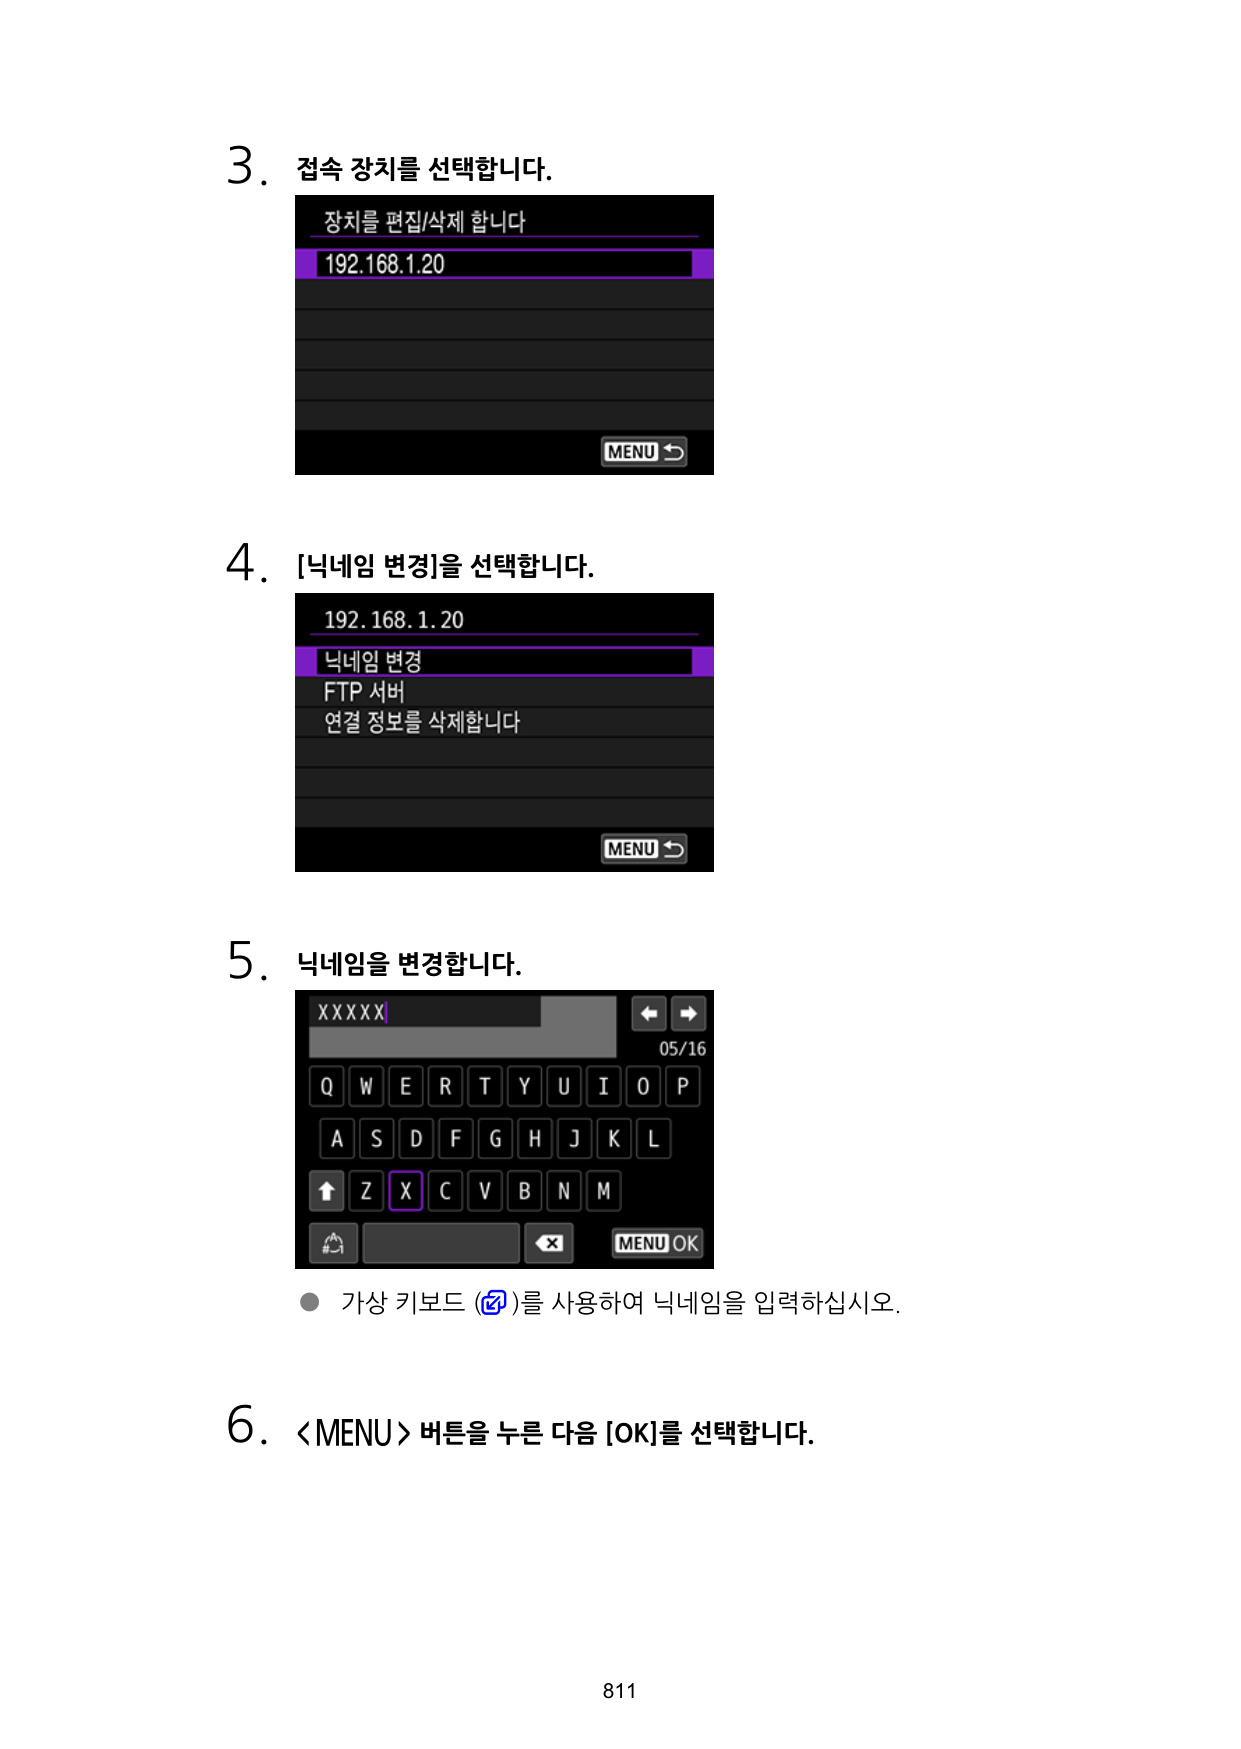 3. 접속 장치를 선택합니다.
장치를 편집/삭제 합니다
192.168.1.20
MENU
4. [닉네임 변경]을 선택합니다.
192.168.1.20
닉네임 변경
FTP 서버
연결 정보를 삭제합니다
MENU
5. 닉네임을 변경합니다.
XXXXX
05/16
Q W E R T Y U I O P
A S D F G H J K L
Z X C V B N M
MENU OK
● 가상 키보드 ( )를 사용하여 닉네임을 입력하십시오.
6. <MENU> 버튼을 누른 다음 [OK]를 선택합니다.
811